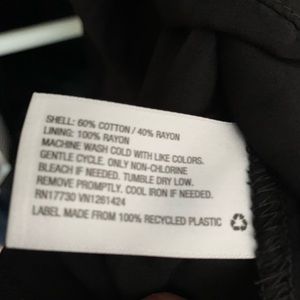 SHELL: 60% COTTON / 40% RAYON
LINING: 100% RAYON
MACHINE WASH COLD WITH LIKE COLORS.
GENTLE CYCLE. ONLY NON-CHLORINE
BLEACH IF NEEDED. TUMBLE DRY LOW.
REMOVE PROMPTLY. COOL IRON IF NEEDED.
RN17730 VN1261424
LABEL MADE FROM 100% RECYCLED PLASTIC